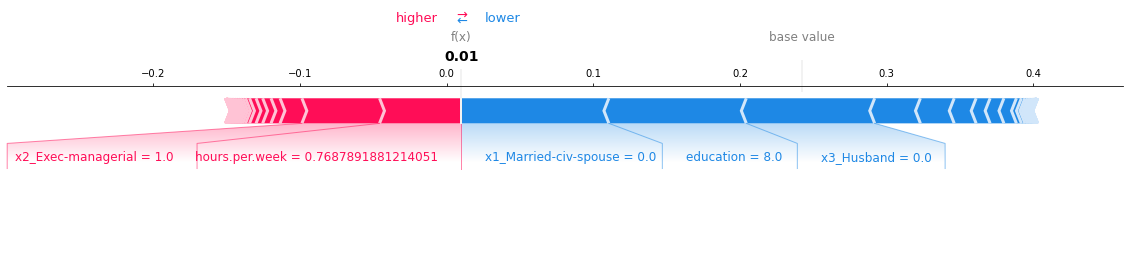 higher ⇄ lower
f(x) base value
0.01
−0.2 −0.1 0.0 0.1 0.2 0.3 0.4
x2_Exec-managerial = 1.0 hours.per.week = 0.7687891881214051 x1_Married-civ-spouse = 0.0 education = 8.0 x3_Husband = 0.0